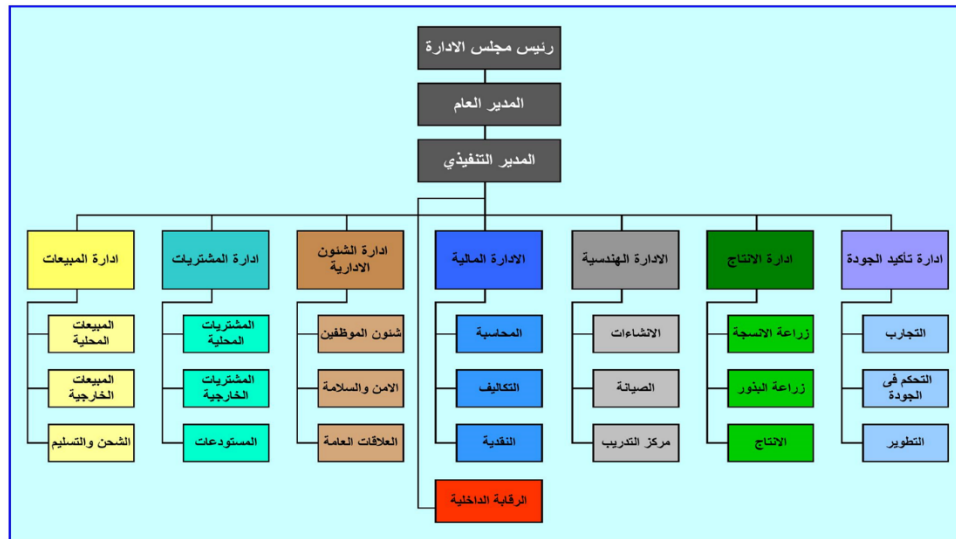 رئيس مجلس الادارة
المدير العام
المدير التنفيذي
ادارة تأكيد الجودة
ادارة الانتاج
الادارة الهندسية
الادارة المالية
ادارة الشئون
الادارية
ادارة المشتريات
ادارة المبيعات
التجارب
زراعة الانسجة
الانشاءات
المحاسبة
شئون الموظفين
المشتريات
المحلية
المبيعات
المحلية
التحكم فى
الجودة
زراعة البذور
الصيانة
التكاليف
الامن والسلامة
المشتريات
الخارجية
المبيعات
الخارجية
التطوير
الانتاج
مركز التدريب
النقدية
العلاقات العامة
المستودعات
الشحن والتسليم
الرقابة الداخلية